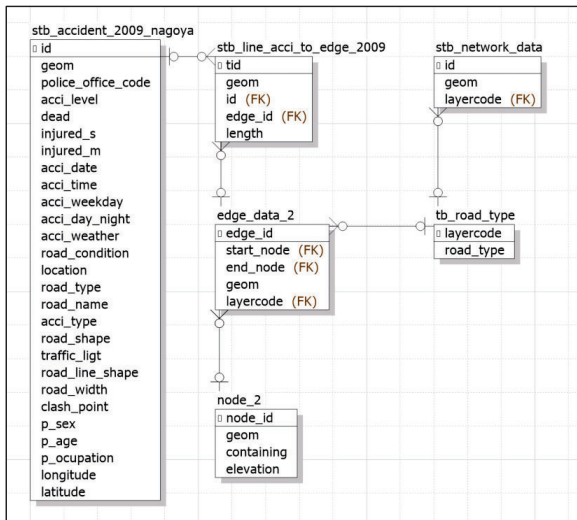 stb_accident_2009_nagoya
id
geom
police_office_code
acci_level
dead
injured_s
injured_m
acci_date
acci_time
acci_weekday
acci_day_night
acci_weather
road_condition
location
road_type
road_name
acci_type
road_shape
traffic_ligt
road_line_shape
road_width
clash_point
p_sex
p_age
p_ocupation
longitude
latitude
stb_line_acci_to_edge_2009
tid
geom
id (FK)
edge_id (FK)
length
stb_network_data
id
geom
layercode (FK)
edge_data_2
edge_id
start_node (FK)
end_node (FK)
geom
layercode (FK)
tb_road_type
layercode
road_type
node_2
node_id
geom
containing
elevation